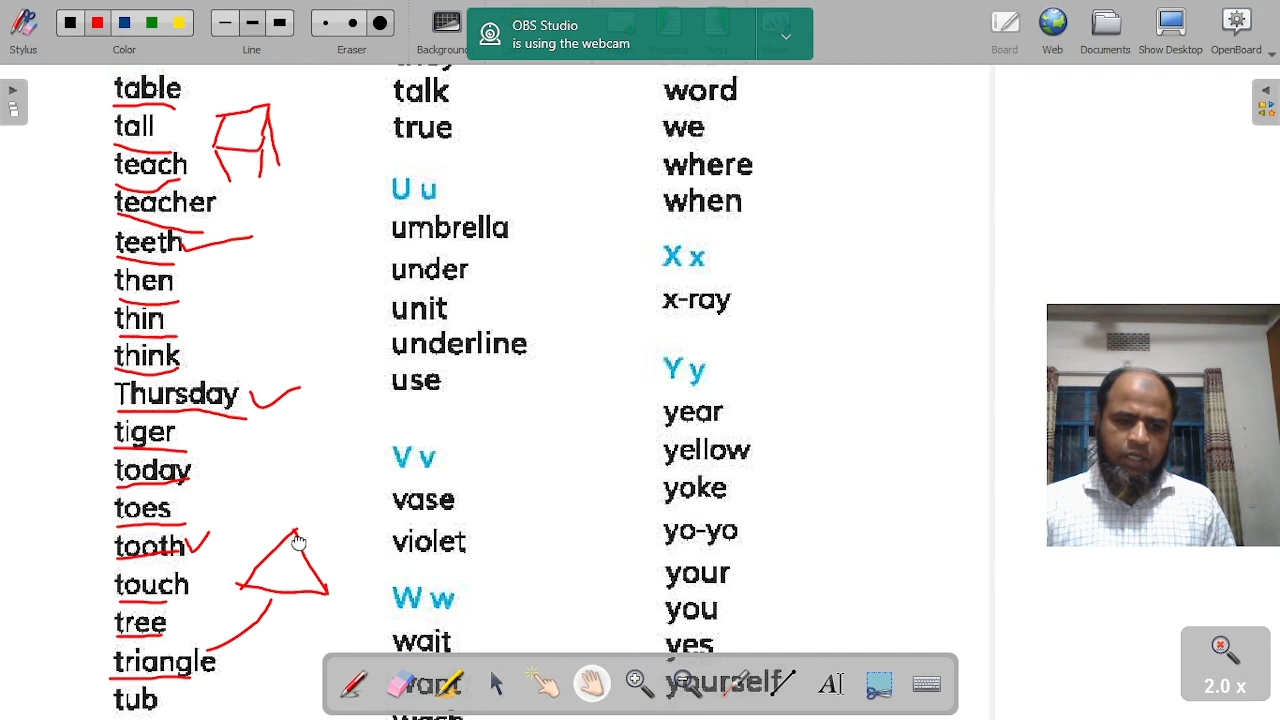 OBS Studio
is using the webcam
Stylus
Color
Line
Eraser
Board
Web
Documents
Show Desktop
OpenBoard
table
tall
teach
teacher
teeth
then
thin
think
Thursday
tiger
today
toes
tooth
touch
tree
triangle
tub
talk
true
U u
umbrella
under
unit
underline
use
V v
vase
violet
W w
wait
want
word
we
where
when
X x
x-ray
Y y
year
yellow
yoke
yo-yo
your
you
yes
yourself
2.0 x